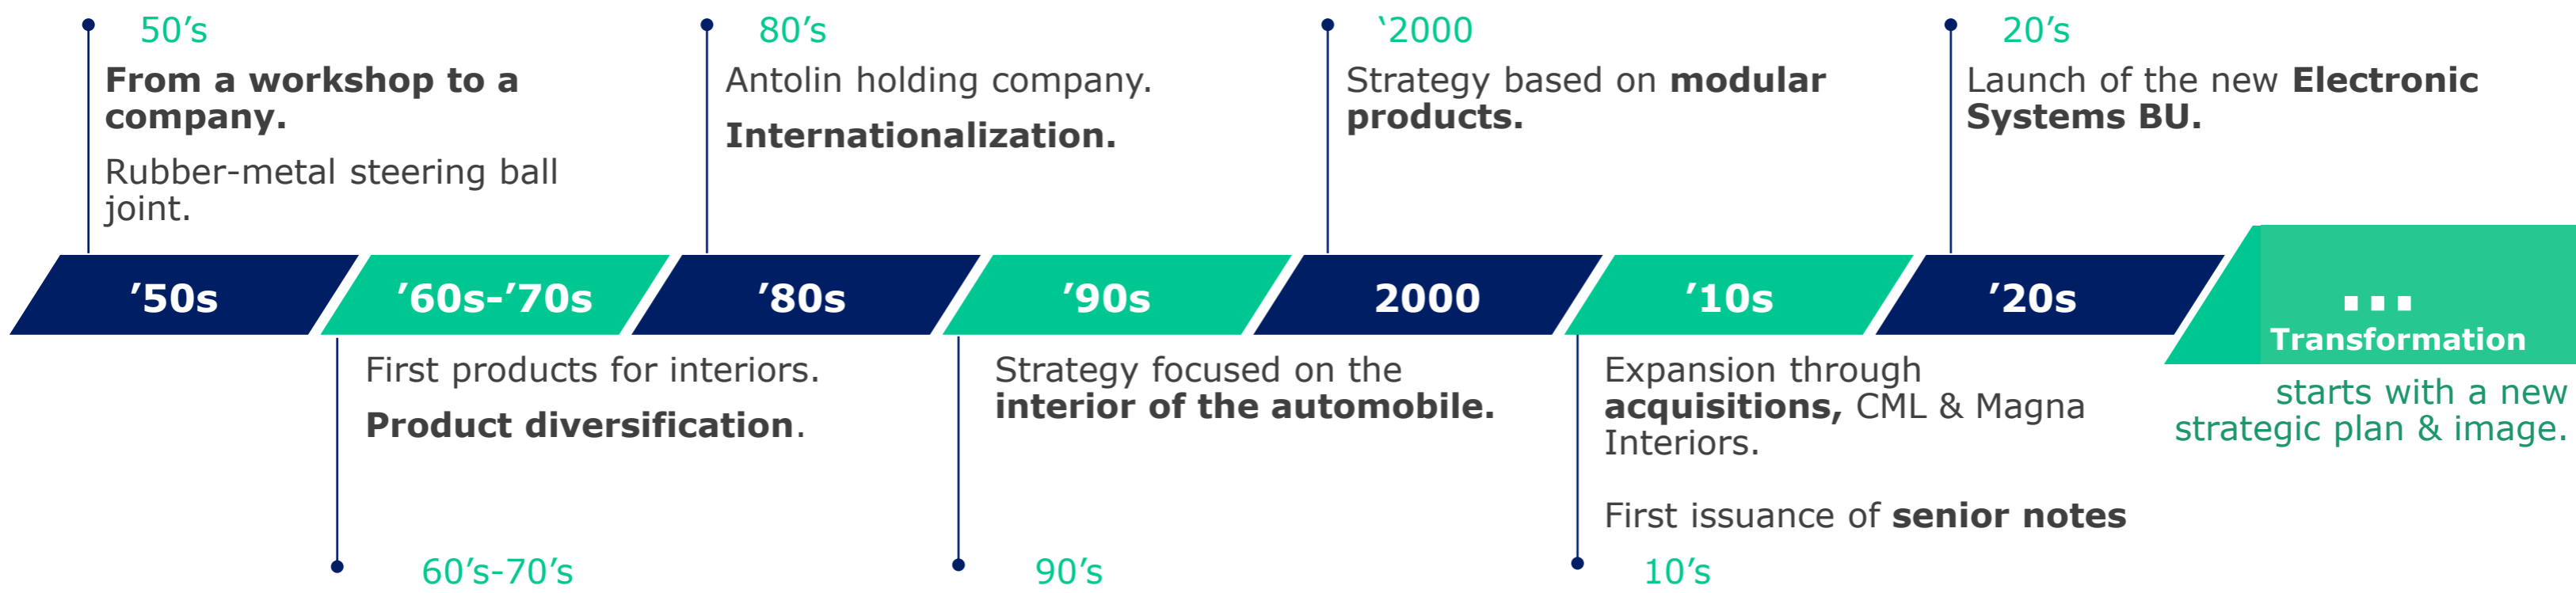 50’s
From a workshop to a
company.
Rubber-metal steering ball
joint.
80’s
Antolin holding company.
Internationalization.
‘2000
Strategy based on modular
products.
20’s
Launch of the new Electronic
Systems BU.
’50s
’60s-’70s
’80s
’90s
2000
’10s
’20s
...
Transformation
starts with a new
strategic plan & image.
First products for interiors.
Product diversification.
60’s-70’s
Strategy focused on the
interior of the automobile.
90’s
Expansion through
acquisitions, CML & Magna
Interiors.
First issuance of senior notes
10’s